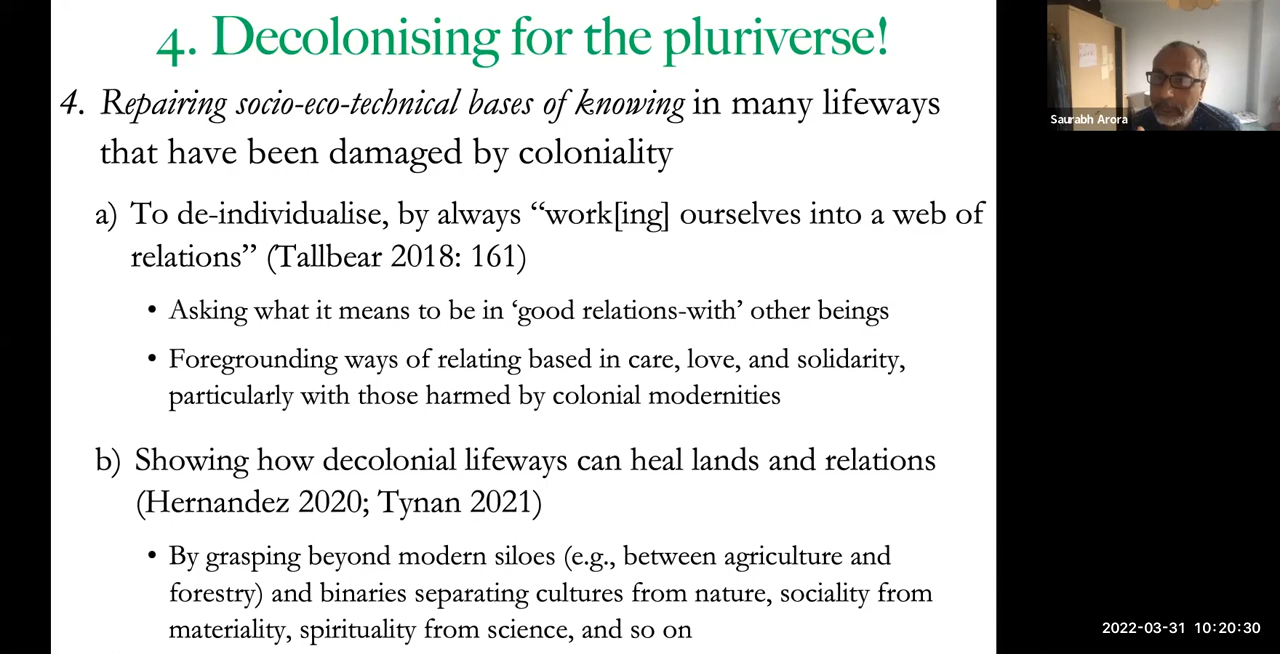 4. Decolonising for the pluriverse!
4. Repairing socio-eco-technical bases of knowing in many lifeways
that have been damaged by coloniality
a) To de-individualise, by always “work[ing] ourselves into a web of
relations” (Tallbear 2018: 161)
• Asking what it means to be in ‘good relations-with’ other beings
• Foregrounding ways of relating based in care, love, and solidarity,
particularly with those harmed by colonial modernities
b) Showing how decolonial lifeways can heal lands and relations
(Hernandez 2020; Tynan 2021)
• By grasping beyond modern siloes (e.g., between agriculture and
forestry) and binaries separating cultures from nature, sociality from
materiality, spirituality from science, and so on
Saurabh Arora
2022-03-31 10:20:30